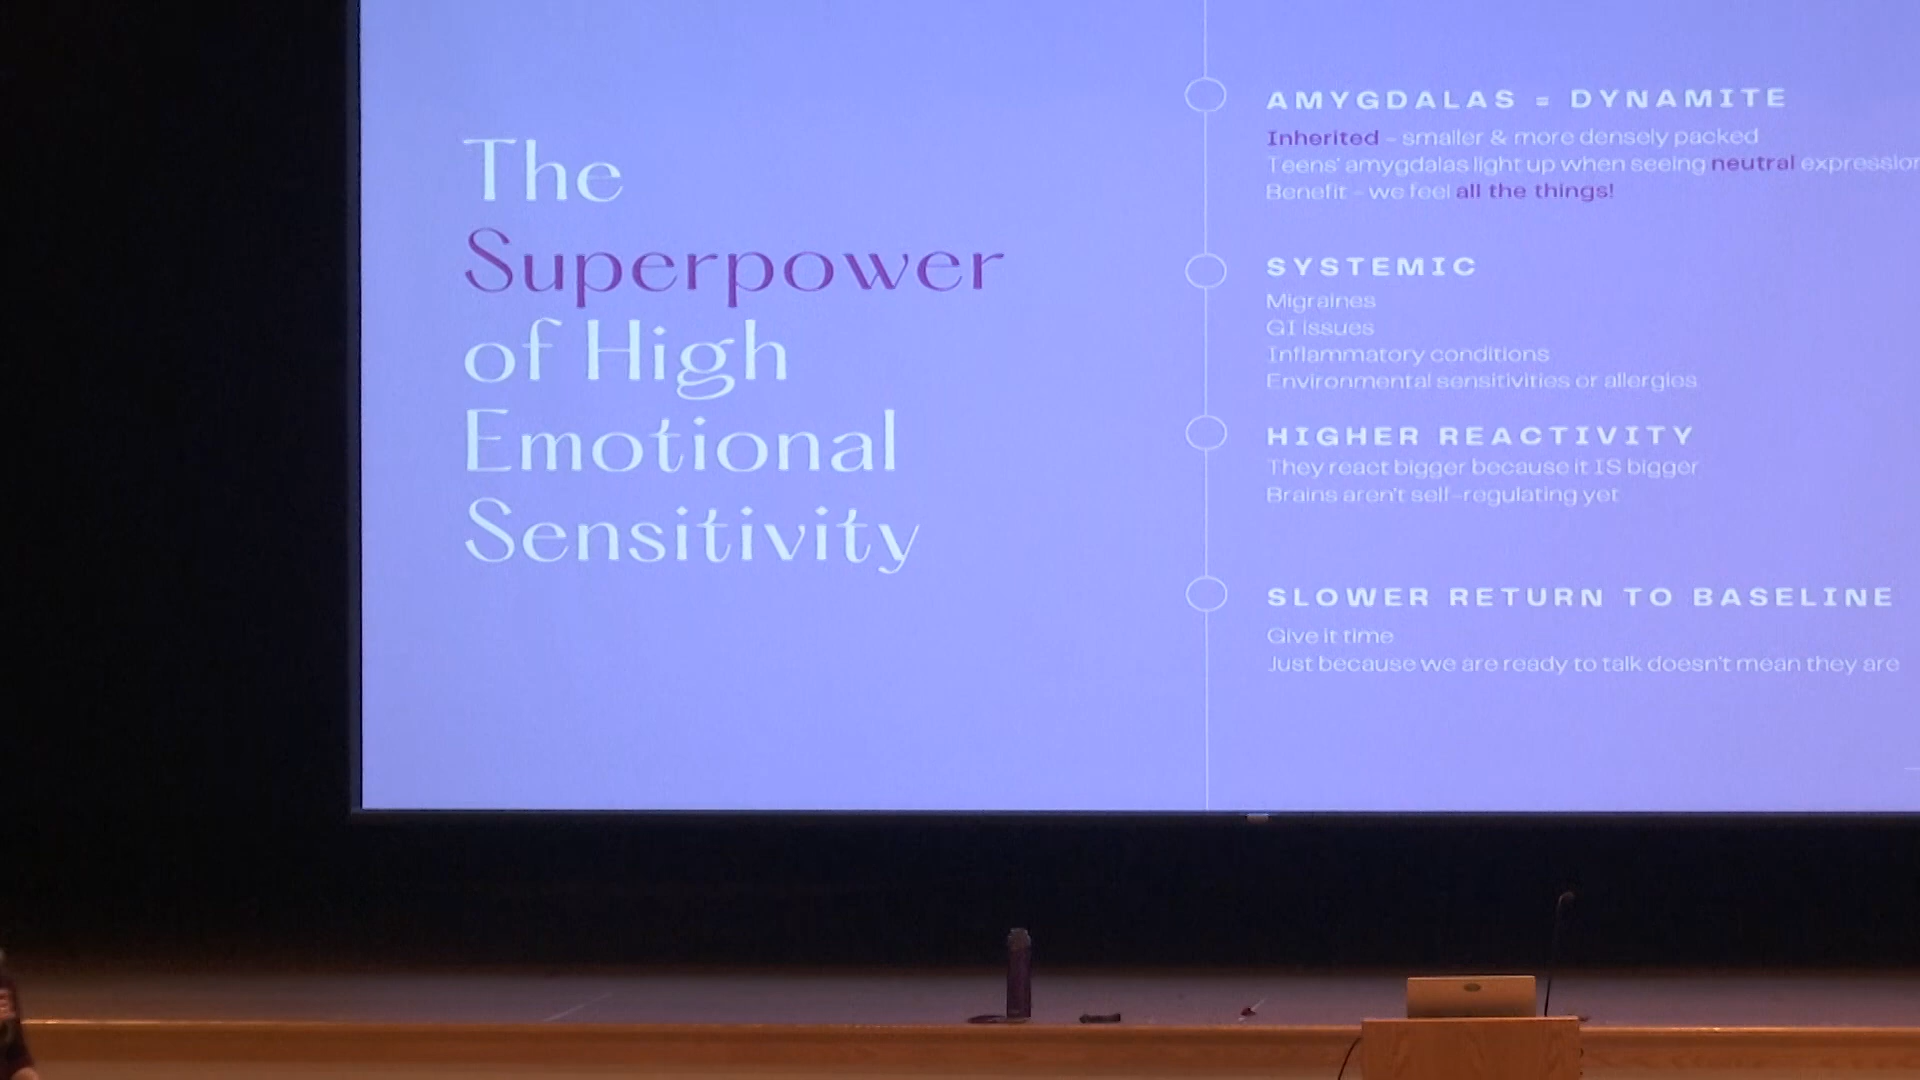 The
Superpower
of High
Emotional
Sensitivity
AMYGDALAS = DYNAMITE
Inherited - smaller & more densely packed
Teens' amygdalas light up when seeing neutral expression
Benefit - we feel all the things!
SYSTEMIC
Migraines
GI issues
Inflammatory conditions
Environmental sensitivities or allergies
HIGHER REACTIVITY
They react bigger because it IS bigger
Brains aren't self-regulating yet
SLOWER RETURN TO BASELINE
Give it time
Just because we are ready to talk doesn't mean they are